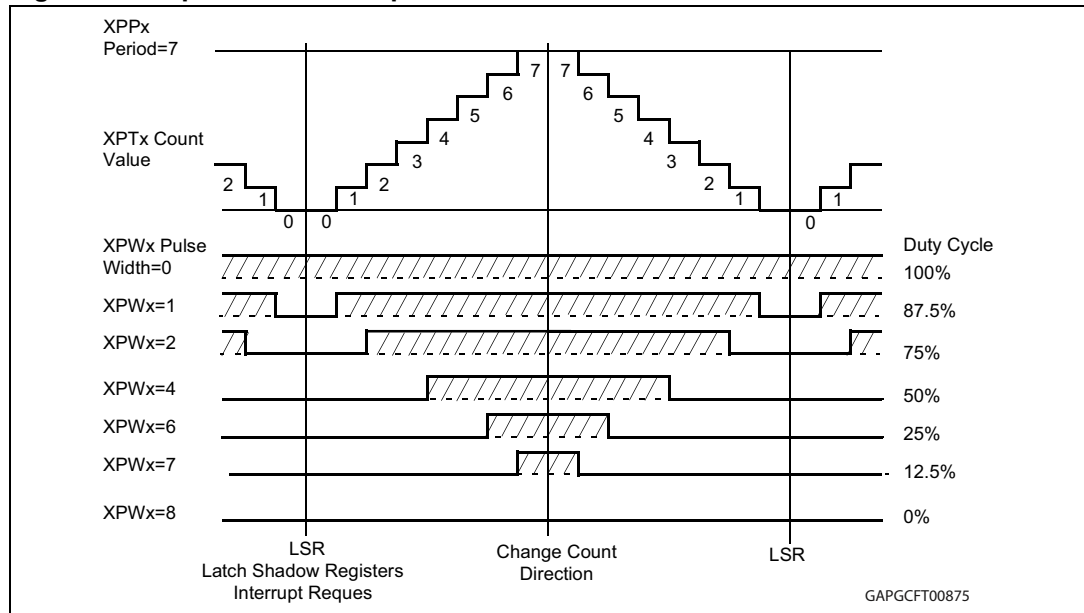 XPPx
Period=7
7 7
6 6
5 5
4 4
3 3
2 2
1 1
0 0
XPTx Count
Value
2
1
0
1
XPWx Pulse
Width=0
Duty Cycle
100%
XPWx=1
87.5%
XPWx=2
75%
XPWx=4
50%
XPWx=6
25%
XPWx=7
12.5%
XPWx=8
0%
LSR
Latch Shadow Registers
Interrupt Reques
Change Count
Direction
LSR
GAPGCFT00875